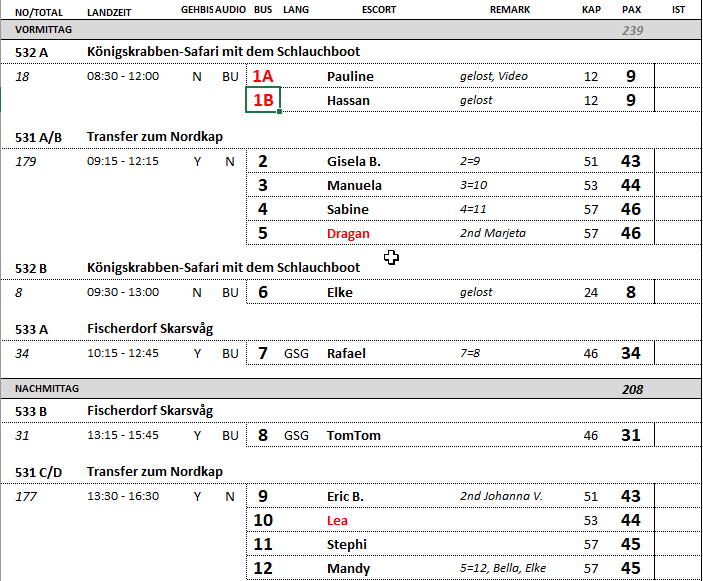 NO/TOTAL LANDZEIT GEHBIS AUDIO BUS LANG ESCORT REMARK KAP PAX IST
VORMITTAG 239
532 A Königskrabben-Safari mit dem Schlauchboot
18 08:30 - 12:00 N BU 1A Pauline gelost, Video 12 9
1B Hassan gelost 12 9
531 A/B Transfer zum Nordkap
179 09:15 - 12:15 Y N 2 Gisela B. 2=9 51 43
3 Manuela 3=10 53 44
4 Sabine 4=11 57 46
5 Dragan 2nd Marjeta 57 46
532 B Königskrabben-Safari mit dem Schlauchboot
8 09:30 - 13:00 N BU 6 Elke gelost 24 8
533 A Fischerdorf Skarsvåg
34 10:15 - 12:45 Y BU 7 GSG Rafael 7=8 46 34
NACHMITTAG 208
533 B Fischerdorf Skarsvåg
31 13:15 - 15:45 Y BU 8 GSG TomTom 46 31
531 C/D Transfer zum Nordkap
177 13:30 - 16:30 Y N 9 Eric B. 2nd Johanna V. 51 43
10 Lea 53 44
11 Stephi 57 45
12 Mandy 5=12, Bella, Elke 57 45